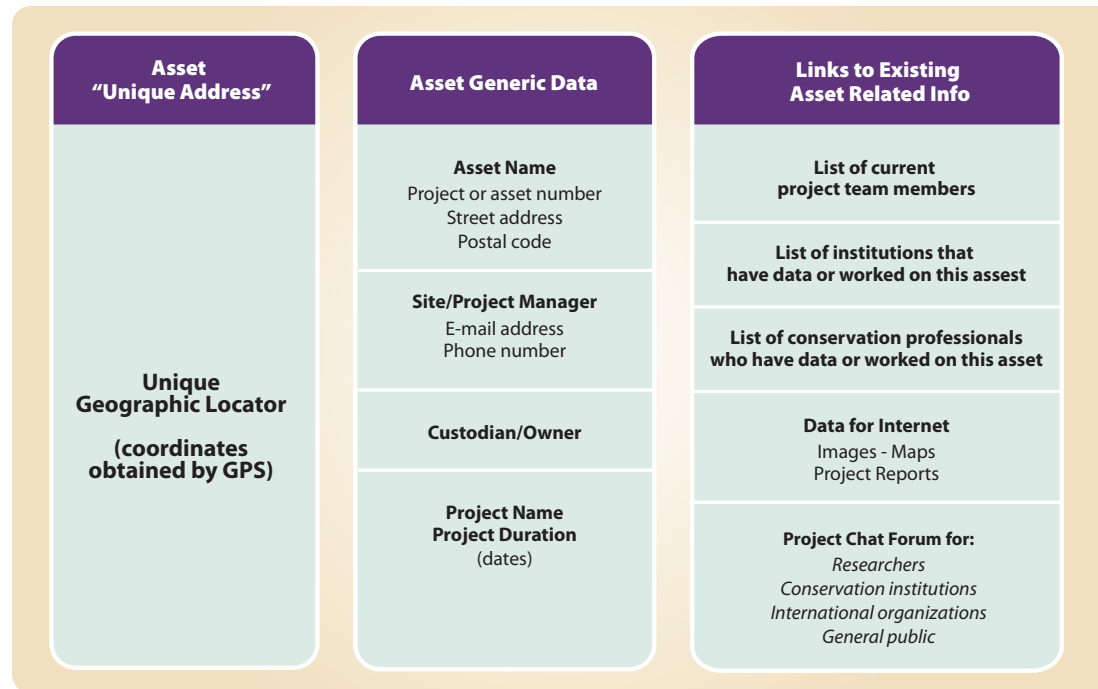 Asset
“Unique Address”
Unique
Geographic Locator
(coordinates
obtained by GPS)
Asset Generic Data
Asset Name
Project or asset number
Street address
Postal code
Site/Project Manager
E-mail address
Phone number
Custodian/Owner
Project Name
Project Duration
(dates)
Links to Existing
Asset Related Info
List of current
project team members
List of institutions that
have data or worked on this assest
List of conservation professionals
who have data or worked on this asset
Data for Internet
Images - Maps
Project Reports
Project Chat Forum for:
Researchers
Conservation institutions
International organizations
General public